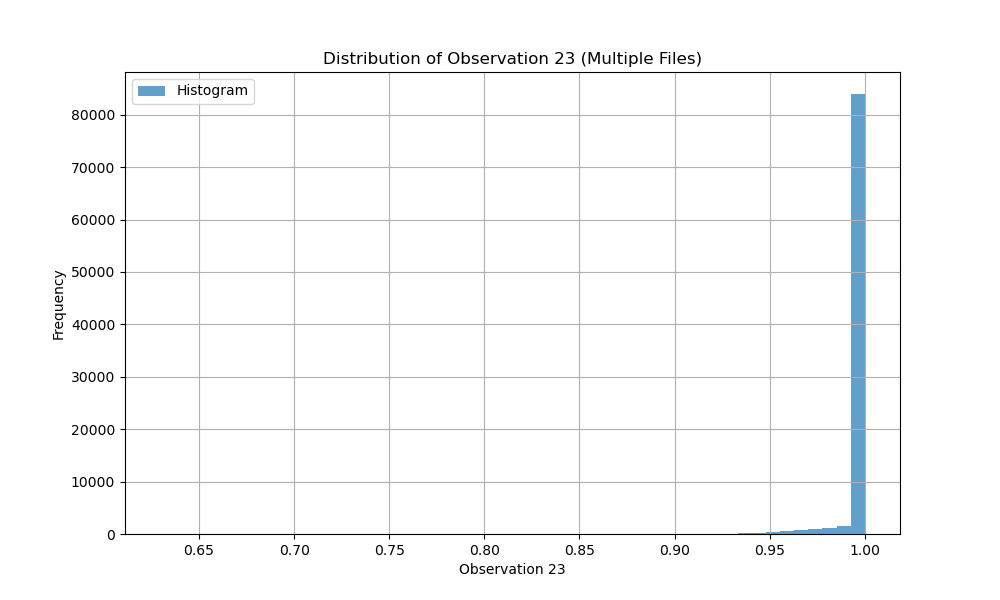 Distribution of Observation 23 (Multiple Files)
Histogram
80000
70000
60000
50000
40000
30000
20000
10000
0
Frequency
0.65 0.70 0.75 0.80 0.85 0.90 0.95 1.00
Observation 23